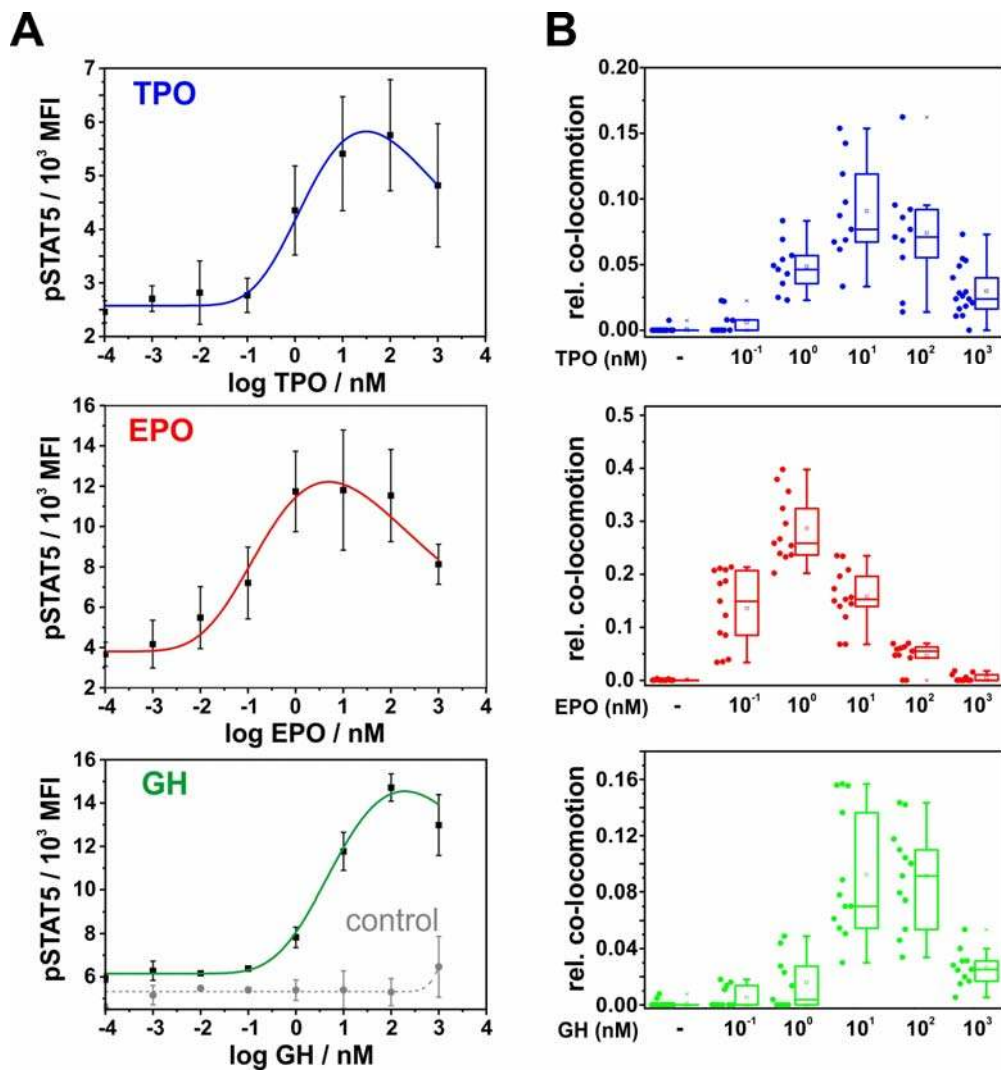 A
B
TPO
pSTAT5 / 10³ MFI
7
6
5
4
3
2
-4 -3 -2 -1 0 1 2 3 4
log TPO / nM
rel. co-locomotion
0.20
0.15
0.10
0.05
0.00
TPO (nM) - 10⁻¹ 10⁰ 10¹ 10² 10³
EPO
pSTAT5 / 10³ MFI
16
14
12
10
8
6
4
2
-4 -3 -2 -1 0 1 2 3 4
log EPO / nM
rel. co-locomotion
0.5
0.4
0.3
0.2
0.1
0.0
EPO (nM) - 10⁻¹ 10⁰ 10¹ 10² 10³
GH
pSTAT5 / 10³ MFI
16
14
12
10
8
6
control
-4 -3 -2 -1 0 1 2 3 4
log GH / nM
rel. co-locomotion
0.16
0.12
0.08
0.04
0.00
GH (nM) - 10⁻¹ 10⁰ 10¹ 10² 10³